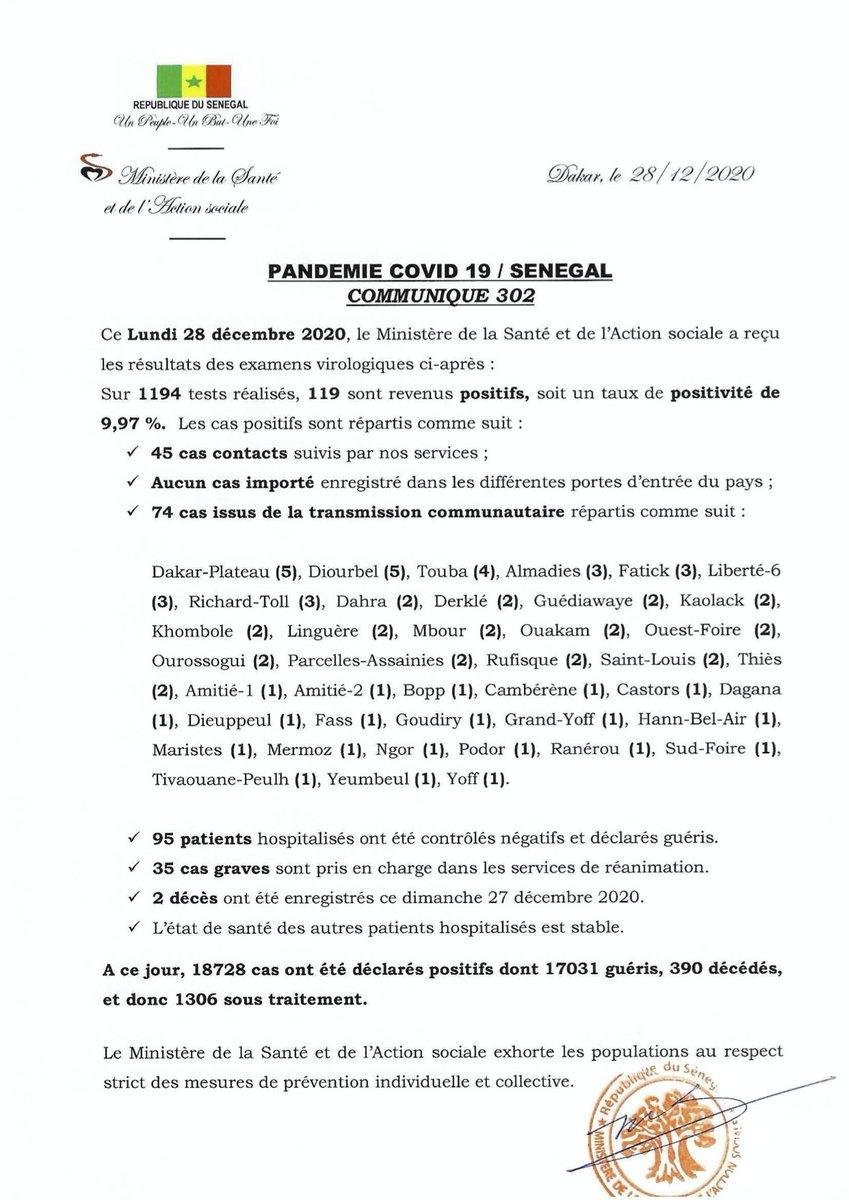 REPUBLIQUE DU SENEGAL
Un Peuple-Un But-Une Foi
Ministère de la Santé
et de l'Action sociale
Dakar, le 28/12/2020
PANDEMIE COVID 19 / SENEGAL
COMMUNIQUE 302
Ce Lundi 28 décembre 2020, le Ministère de la Santé et de l'Action sociale a reçu
les résultats des examens virologiques ci-après :
Sur 1194 tests réalisés, 119 sont revenus positifs, soit un taux de positivité de
9,97 %. Les cas positifs sont répartis comme suit :
✓ 45 cas contacts suivis par nos services ;
✓ Aucun cas importé enregistré dans les différentes portes d'entrée du pays ;
✓ 74 cas issus de la transmission communautaire répartis comme suit :
Dakar-Plateau (5), Diourbel (5), Touba (4), Almadies (3), Fatick (3), Liberté-6
(3), Richard-Toll (3), Dahra (2), Derklé (2), Guédiawaye (2), Kaolack (2),
Khombole (2), Linguère (2), Mbour (2), Ouakam (2), Ouest-Foire (2),
Ourossogui (2), Parcelles-Assainies (2), Rufisque (2), Saint-Louis (2), Thiès
(2), Amitié-1 (1), Amitié-2 (1), Bopp (1), Cambérène (1), Castors (1), Dagana
(1), Dieuppeul (1), Fass (1), Goudiry (1), Grand-Yoff (1), Hann-Bel-Air (1),
Maristes (1), Mermoz (1), Ngor (1), Podor (1), Ranérou (1), Sud-Foire (1),
Tivaouane-Peulh (1), Yeumbeul (1), Yoff (1).
✓ 95 patients hospitalisés ont été contrôlés négatifs et déclarés guéris.
✓ 35 cas graves sont pris en charge dans les services de réanimation.
✓ 2 décès ont été enregistrés ce dimanche 27 décembre 2020.
✓ L'état de santé des autres patients hospitalisés est stable.
A ce jour, 18728 cas ont été déclarés positifs dont 17031 guéris, 390 décédés,
et donc 1306 sous traitement.
Le Ministère de la Santé et de l'Action sociale exhorte les populations au respect
strict des mesures de prévention individuelle et collective.
République du Séneg
MINISTÈRE DE L
L'ACTION SOCI